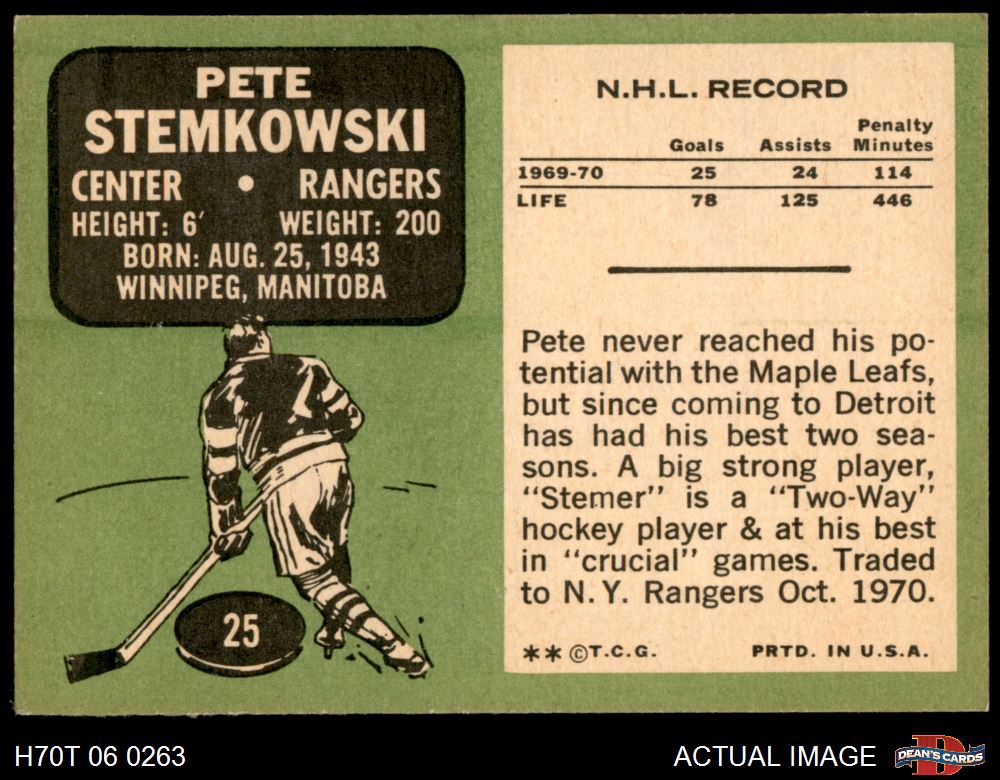 PETE
STEMKOWSKI
CENTER • RANGERS
HEIGHT: 6′ WEIGHT: 200
BORN: AUG. 25, 1943
WINNIPEG, MANITOBA
25
N.H.L. RECORD
Goals Assists Penalty Minutes
1969-70 25 24 114
LIFE 78 125 446
Pete never reached his po-
tential with the Maple Leafs,
but since coming to Detroit
has had his best two sea-
sons. A big strong player,
“Stemer” is a “Two-Way”
hockey player & at his best
in “crucial” games. Traded
to N.Y. Rangers Oct. 1970.
** ©T.C.G. PRTD. IN U.S.A.
H70T 06 0263
ACTUAL IMAGE
DEAN'S CARDS